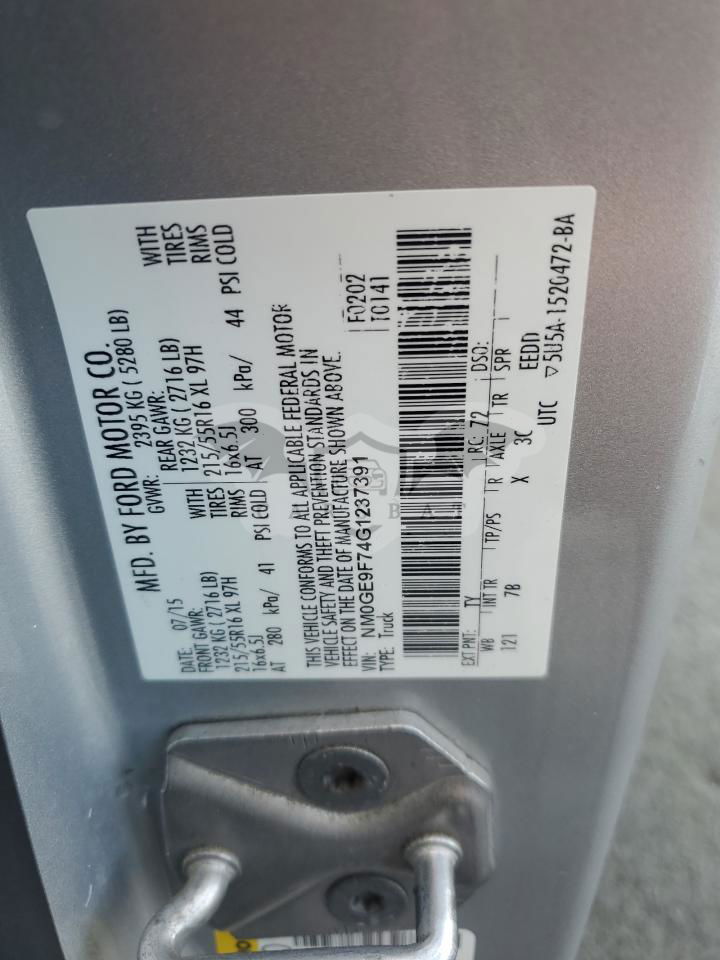 MFD. BY FORD MOTOR CO.
DATE: 07/15 GVWR: 2395 KG ( 5280 LB)
FRONT GAWR: REAR GAWR:
1232 KG ( 2716 LB) WITH 1232 KG ( 2716 LB) WITH
215/55R16 XL 97H TIRES 215/55R16 XL 97H TIRES
16x6.5J RIMS 16x6.5J RIMS
AT 280 kPa/ 41 PSI COLD AT 300 kPa/ 44 PSI COLD
THIS VEHICLE CONFORMS TO ALL APPLICABLE FEDERAL MOTOR
VEHICLE SAFETY AND THEFT PREVENTION STANDARDS IN
EFFECT ON THE DATE OF MANUFACTURE SHOWN ABOVE.
VIN: NM0GE9F74G1237391 F0202
TYPE: Truck T0141
EXT PNT: TY RC: 72 DSO:
WB INT TR TP/PS R AXLE TR SPR
121 7B X 3C EEDD
UTC ▽5U5A-1520472-BA